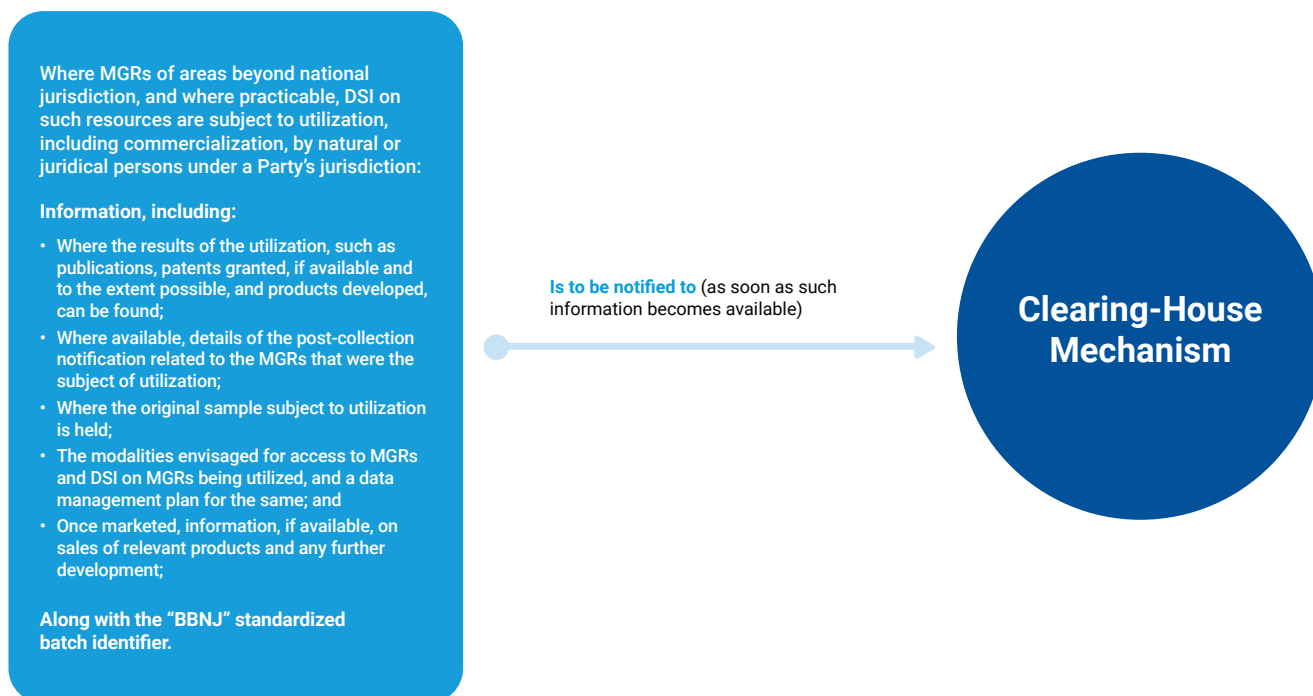 Where MGRs of areas beyond national
jurisdiction, and where practicable, DSI on
such resources are subject to utilization,
including commercialization, by natural or
juridical persons under a Party’s jurisdiction:
Information, including:
• Where the results of the utilization, such as
publications, patents granted, if available and
to the extent possible, and products developed,
can be found;
• Where available, details of the post-collection
notification related to the MGRs that were the
subject of utilization;
• Where the original sample subject to utilization
is held;
• The modalities envisaged for access to MGRs
and DSI on MGRs being utilized, and a data
management plan for the same; and
• Once marketed, information, if available, on
sales of relevant products and any further
development;
Along with the “BBNJ” standardized
batch identifier.
Is to be notified to (as soon as such
information becomes available)
Clearing-House
Mechanism